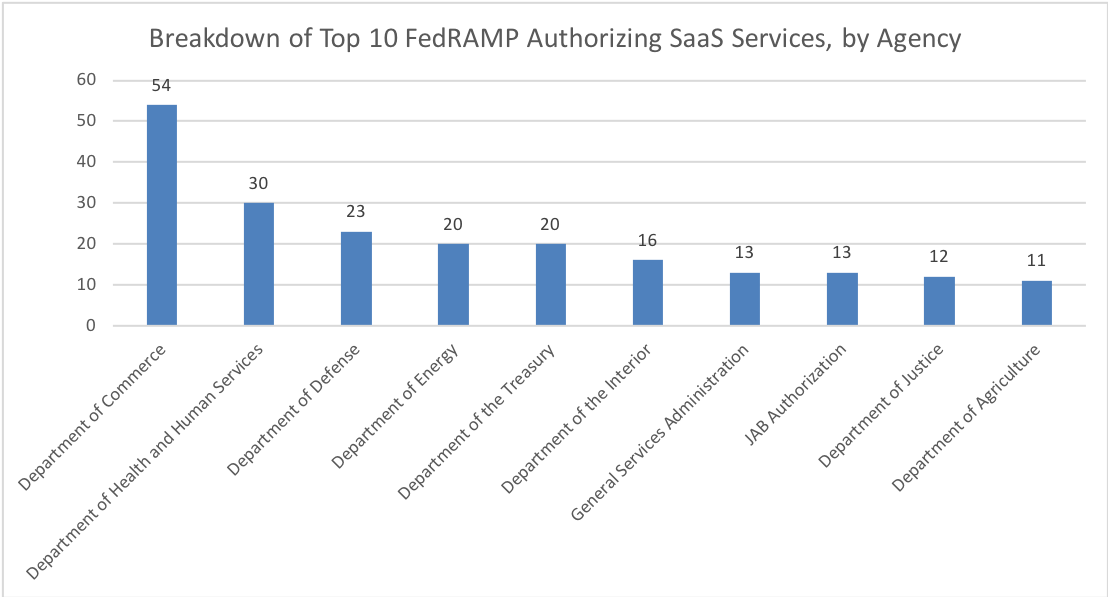 Breakdown of Top 10 FedRAMP Authorizing SaaS Services, by Agency
60
50
40
30
20
10
0
54
30
23
20
20
16
13
13
12
11
Department of Commerce
Department of Health and Human Services
Department of Defense
Department of Energy
Department of the Treasury
Department of the Interior
General Services Administration
JAB Authorization
Department of Justice
Department of Agriculture